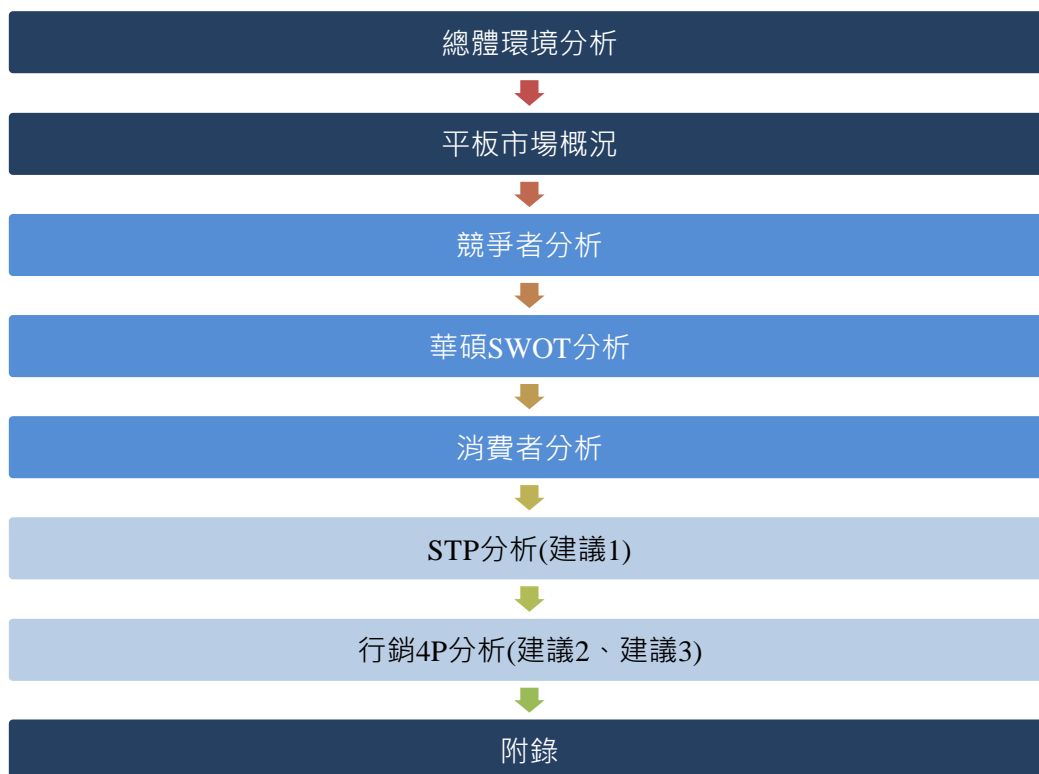 總體環境分析
平板市場概況
競爭者分析
華碩SWOT分析
消費者分析
STP分析(建議1)
行銷4P分析(建議2、建議3)
附錄